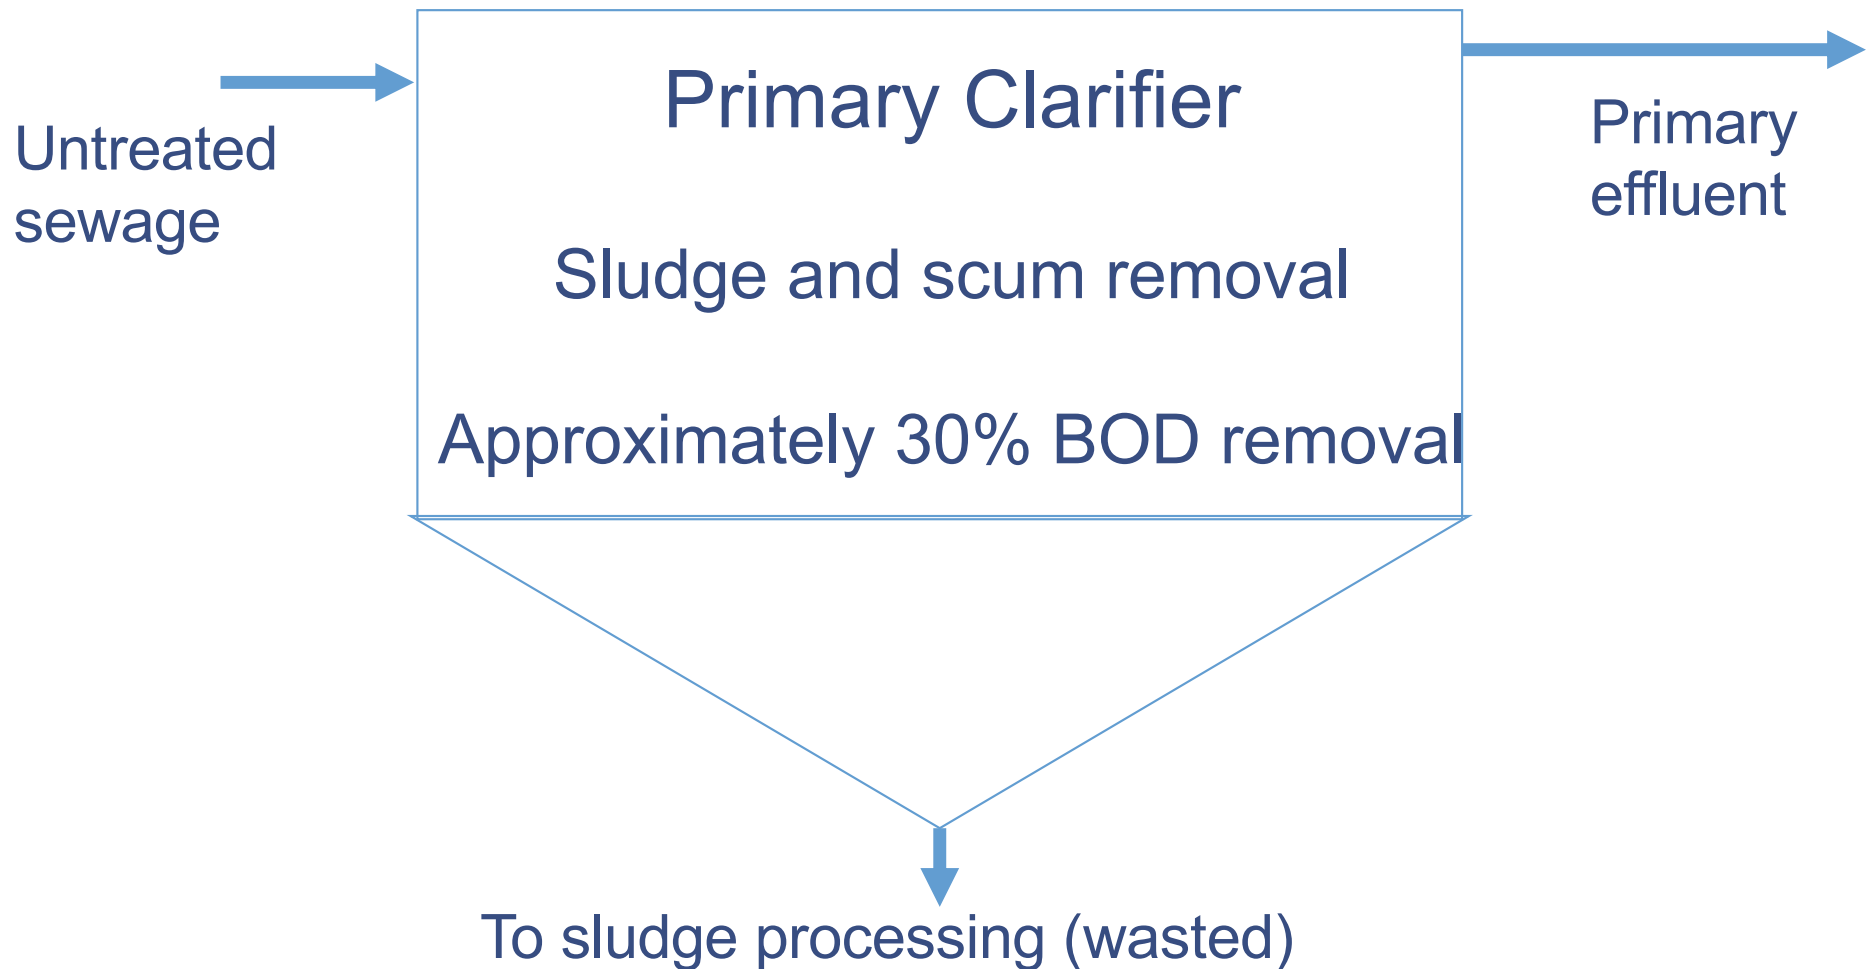 Primary Clarifier
Untreated
sewage
Primary
effluent
Sludge and scum removal
Approximately 30% BOD removal
To sludge processing (wasted)